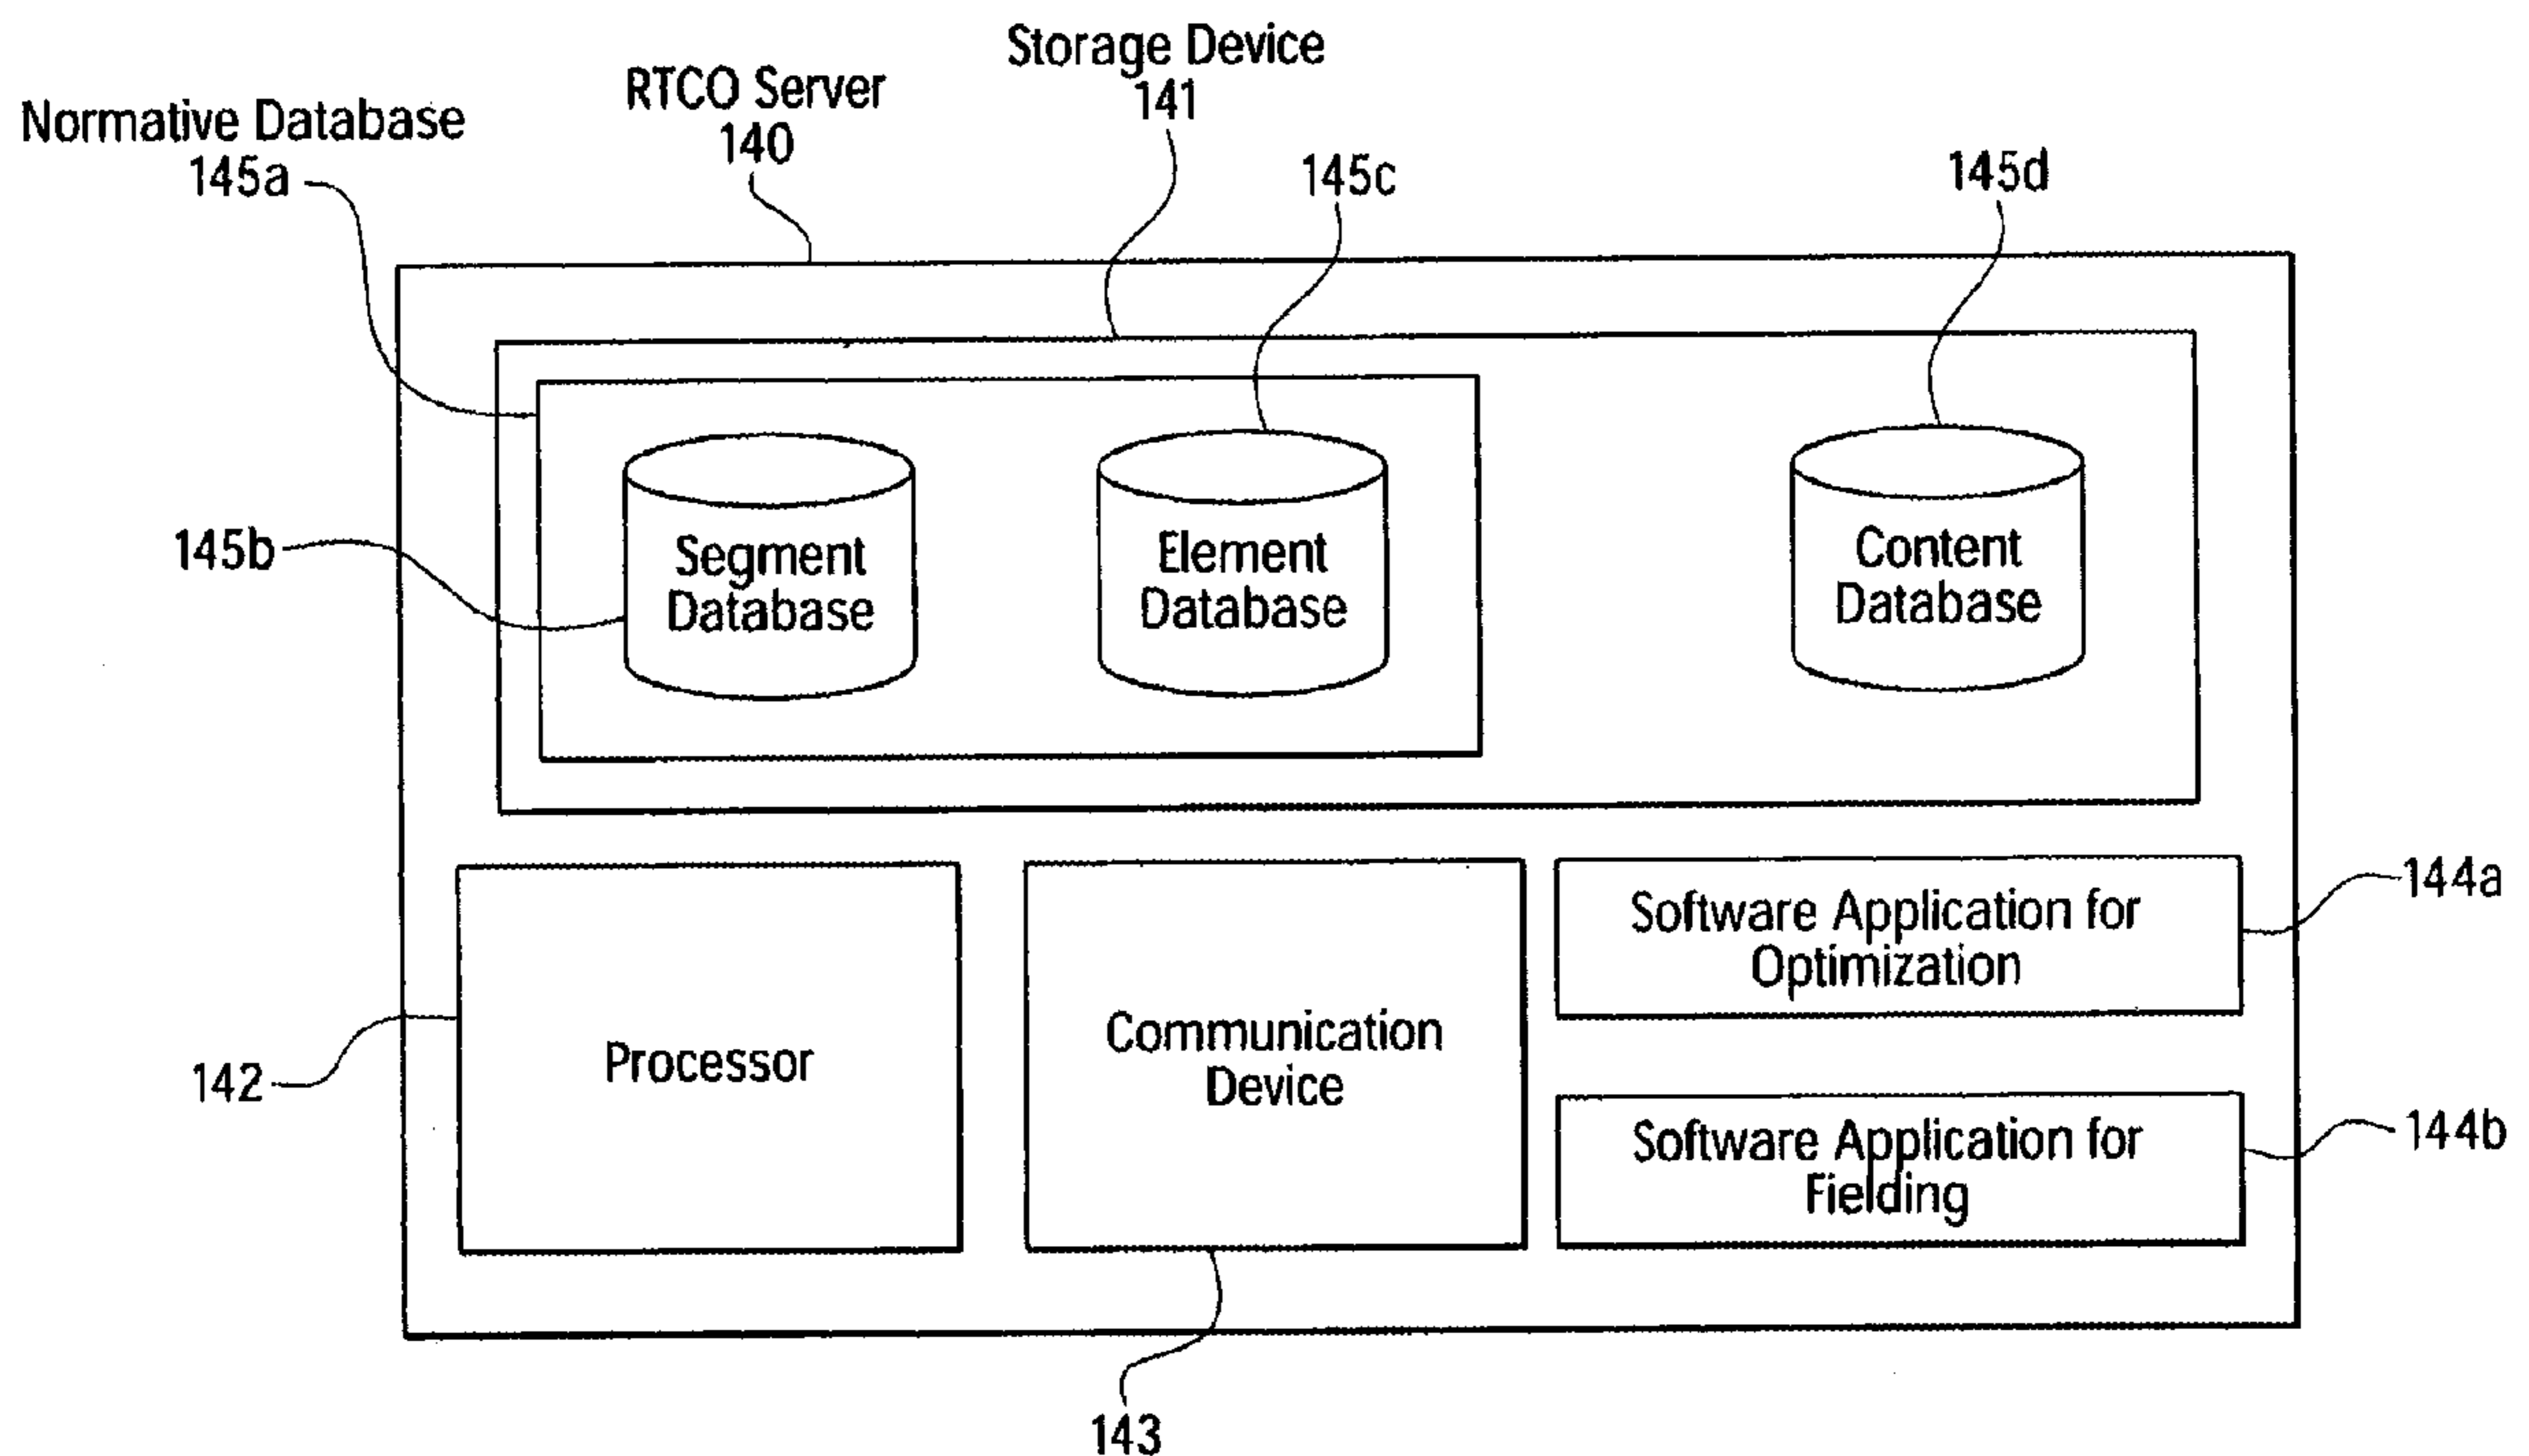 Storage Device
141
RTCO Server
140
Normative Database
145a
145c
145d
145b
Segment
Database
Element
Database
Content
Database
144a
Software Application for
Optimization
Processor
142
Communication
Device
144b
Software Application for
Fielding
143